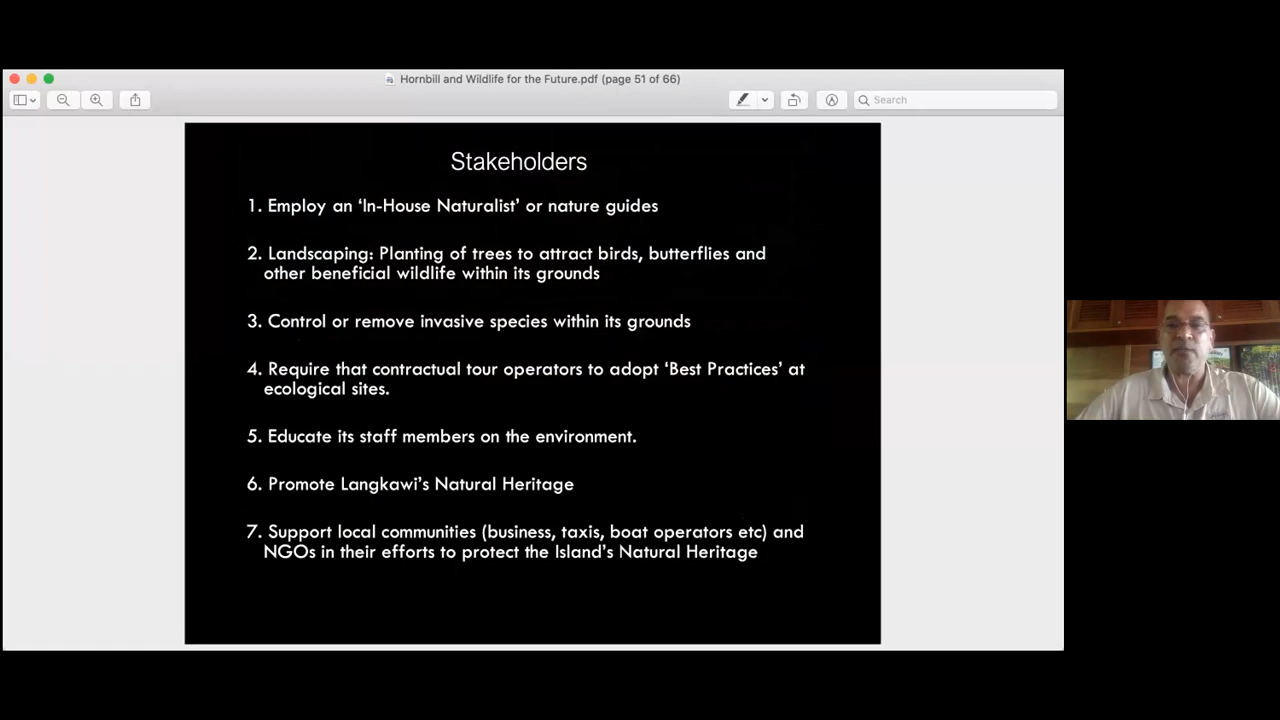 Hornbill and Wildlife for the Future.pdf (page 51 of 66)
Search
Stakeholders
1. Employ an ‘In-House Naturalist’ or nature guides
2. Landscaping: Planting of trees to attract birds, butterflies and
other beneficial wildlife within its grounds
3. Control or remove invasive species within its grounds
4. Require that contractual tour operators to adopt ‘Best Practices’ at
ecological sites.
5. Educate its staff members on the environment.
6. Promote Langkawi’s Natural Heritage
7. Support local communities (business, taxis, boat operators etc) and
NGOs in their efforts to protect the Island’s Natural Heritage